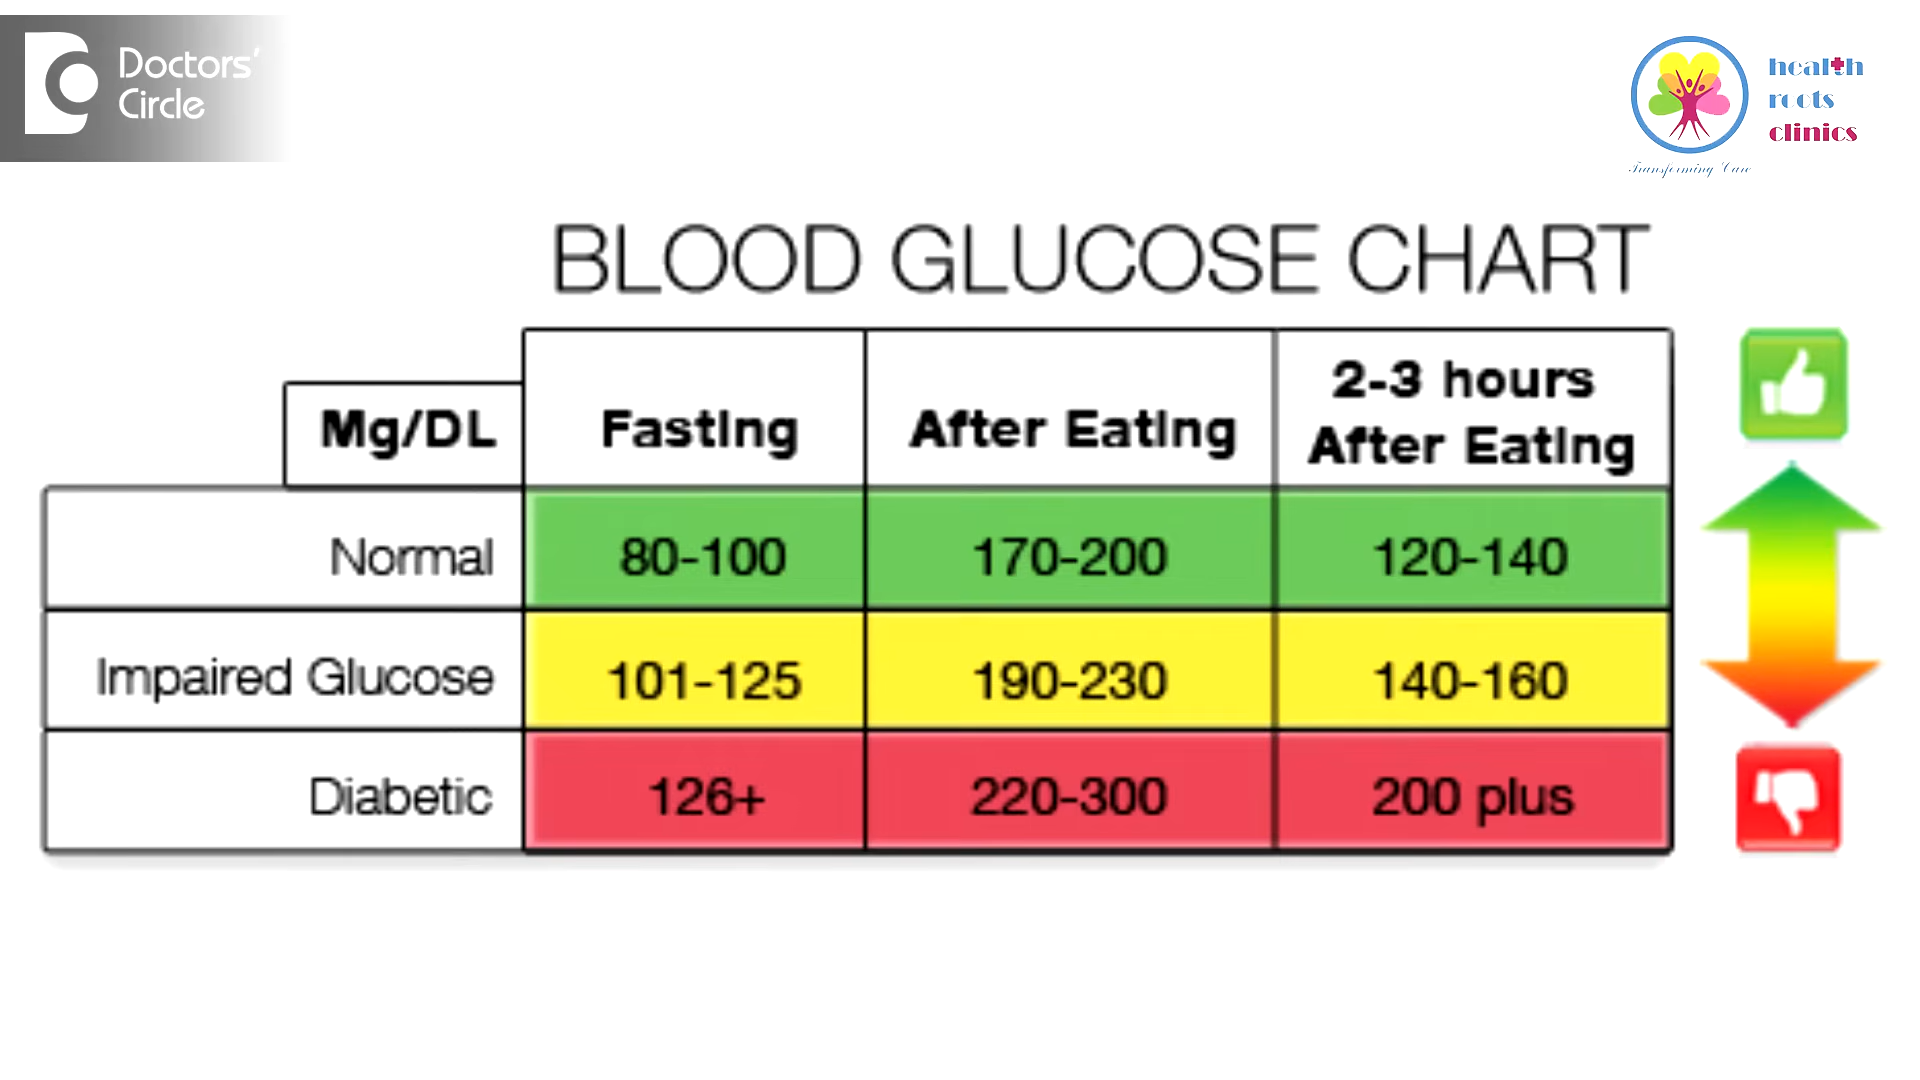 Doctors'
Circle
health
roots
clinics
Transforming Care
BLOOD GLUCOSE CHART
Mg/DL
Fasting
After Eating
2-3 hours
After Eating
Normal
80-100
170-200
120-140
Impaired Glucose
101-125
190-230
140-160
Diabetic
126+
220-300
200 plus